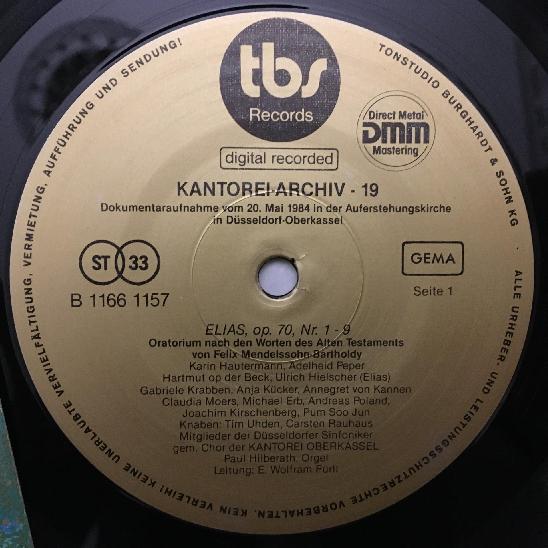 tbs
Records
digital recorded
Direct Metal
DMM
Mastering
KANTOREI-ARCHIV - 19
Dokumentaraufnahme vom 20. Mai 1984 in der Auferstehungskirche
in Düsseldorf-Oberkassel
ST 33
GEMA
B 1166 1157
Seite 1
ELIAS, op. 70, Nr. 1 - 9
Oratorium nach den Worten des Alten Testaments
von Felix Mendelssohn Bartholdy
Karin Hautermann, Adelheid Peper
Hartmut op der Beck, Ulrich Hielscher (Elias)
Gabriele Krabben, Anja Kücker, Annegret von Kannen
Claudia Moers, Michael Erb, Andreas Poland,
Joachim Kirschenberg, Pum Soo Jun
Knaben: Tim Uhden, Carsten Rauhaus
Mitglieder der Düsseldorfer Sinfoniker
gem. Chor der KANTOREI OBERKASSEL
Paul Hilberath, Orgel
Leitung: E. Wolfram Fürll
TONSTUDIO BURGHARDT & SOHN KG
ALLE URHEBER- UND LEISTUNGSSCHUTZRECHTE VORBEHALTEN. KEIN VERLEIH! KEINE UNERLAUBTE VERVIELFÄLTIGUNG, VERMIETUNG, AUFFÜHRUNG UND SENDUNG!